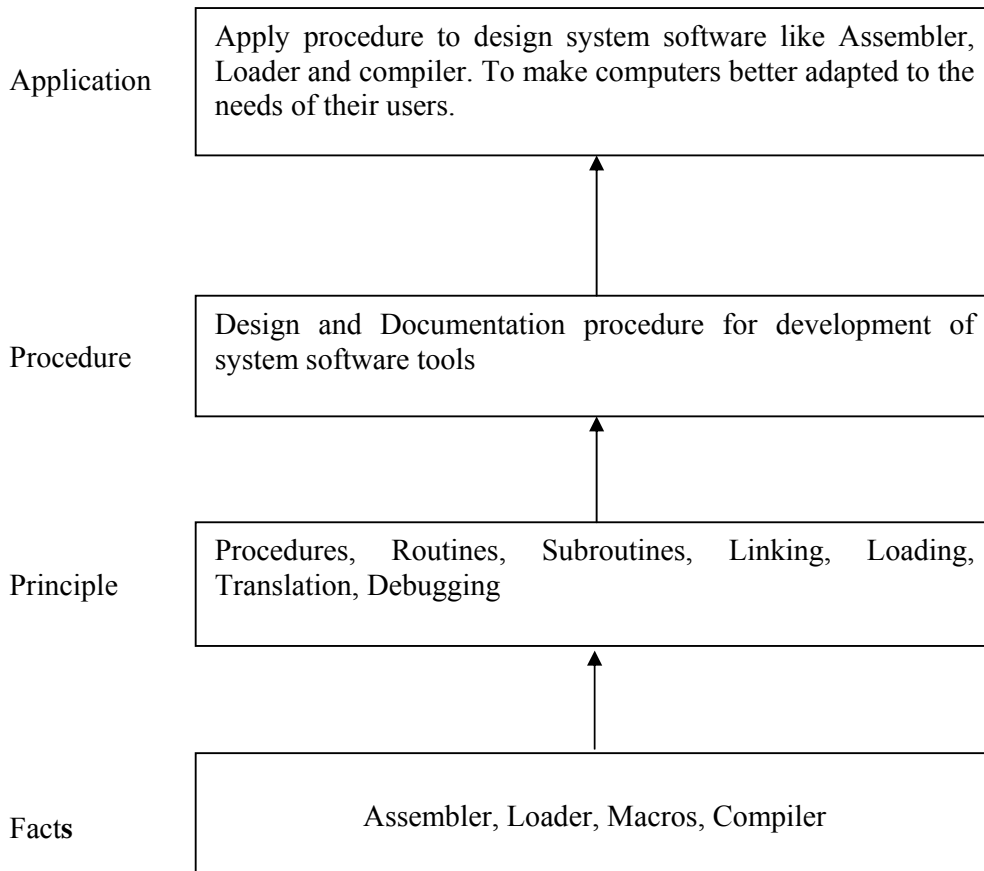 Application
Apply procedure to design system software like Assembler,
Loader and compiler. To make computers better adapted to the
needs of their users.
Procedure
Design and Documentation procedure for development of
system software tools
Principle
Procedures, Routines, Subroutines, Linking, Loading,
Translation, Debugging
Facts
Assembler, Loader, Macros, Compiler